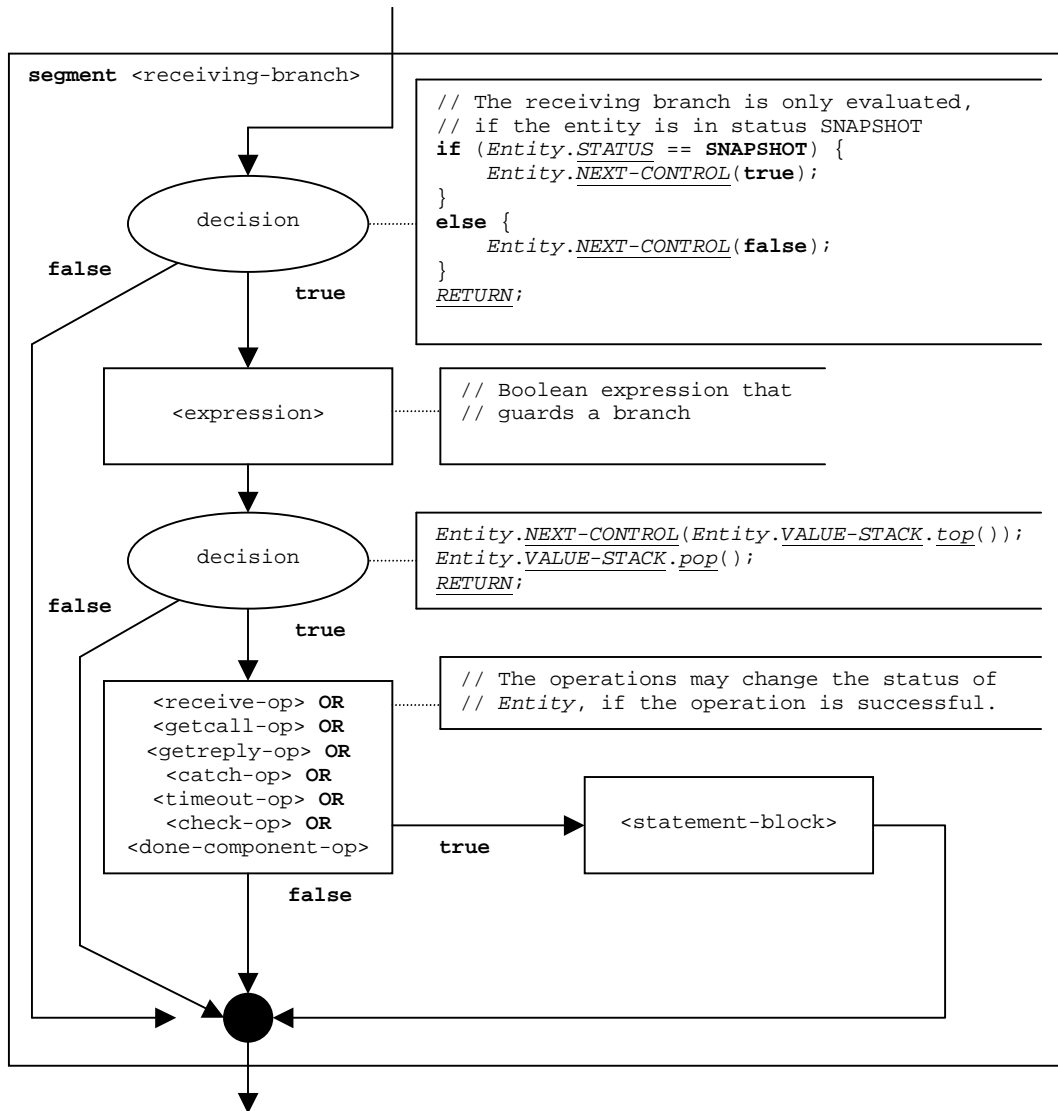 segment <receiving-branch>
// The receiving branch is only evaluated,
// if the entity is in status SNAPSHOT
if (Entity.STATUS == SNAPSHOT) {
Entity.NEXT-CONTROL(true);
}
else {
Entity.NEXT-CONTROL(false);
}
RETURN;
decision
false
true
<expression>
// Boolean expression that
// guards a branch
decision
Entity.NEXT-CONTROL(Entity.VALUE-STACK.top());
Entity.VALUE-STACK.pop();
RETURN;
false
true
<receive-op> OR
<getcall-op> OR
<getreply-op> OR
<catch-op> OR
<timeout-op> OR
<check-op> OR
<done-component-op>
// The operations may change the status of
// Entity, if the operation is successful.
true
<statement-block>
false